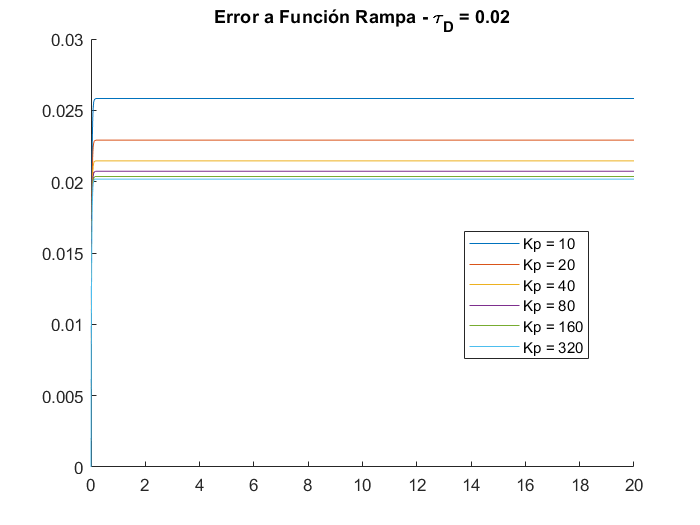 Error a Función Rampa - τD = 0.02
0.03
0.025
0.02
0.015
0.01
0.005
0
Kp = 10
Kp = 20
Kp = 40
Kp = 80
Kp = 160
Kp = 320
0 2 4 6 8 10 12 14 16 18 20